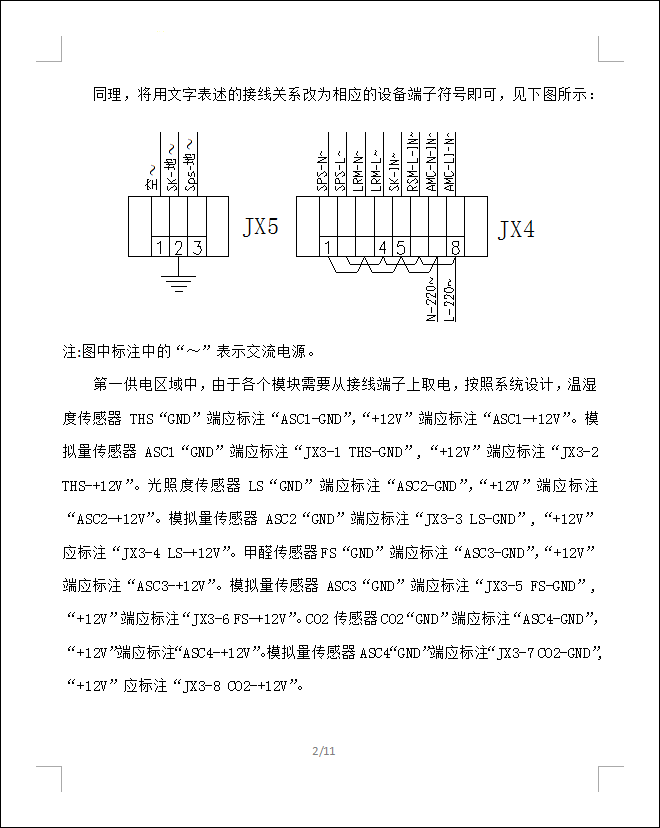 同理，将用文字表述的接线关系改为相应的设备端子符号即可，见下图所示：
空～
SK-地～
Sps-地～
1 2 3
JX5
SPS-N~
SPS-L~
LRM-N~
LRM-L~
SK-IN~
RSM-L-IN~
AMC-N-IN~
AMC-LI-N~
1 4 5 8
JX4
N-220~
L-220~
注:图中标注中的“～”表示交流电源。
第一供电区域中，由于各个模块需要从接线端子上取电，按照系统设计，温湿
度传感器 THS“GND”端应标注“ASC1-GND”，“+12V”端应标注“ASC1-+12V”。模
拟量传感器 ASC1“GND”端应标注“JX3-1 THS-GND”，“+12V”端应标注“JX3-2
THS-+12V”。光照度传感器 LS“GND”端应标注“ASC2-GND”，“+12V”端应标注
“ASC2-+12V”。模拟量传感器 ASC2“GND”端应标注“JX3-3 LS-GND”，“+12V”
应标注“JX3-4 LS-+12V”。甲醛传感器FS“GND”端应标注“ASC3-GND”，“+12V”
端应标注“ASC3-+12V”。模拟量传感器 ASC3“GND”端应标注“JX3-5 FS-GND”，
“+12V”端应标注“JX3-6 FS-+12V”。CO2 传感器CO2“GND”端应标注“ASC4-GND”，
“+12V”端应标注“ASC4-+12V”。模拟量传感器ASC4“GND”端应标注“JX3-7 CO2-GND”，
“+12V”应标注“JX3-8 CO2-+12V”。
2/11